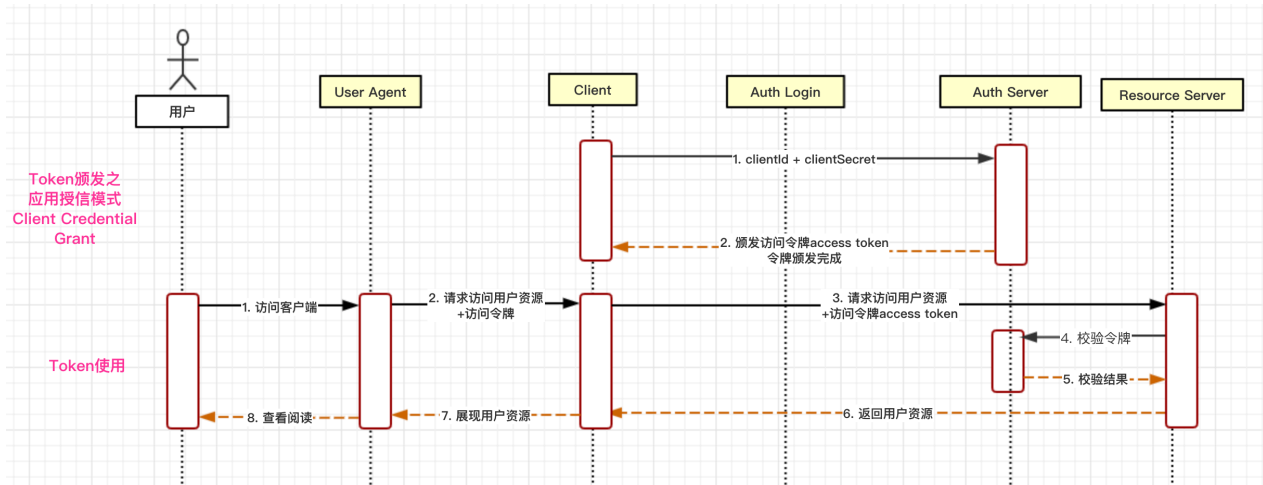 用户
User Agent
Client
Auth Login
Auth Server
Resource Server
Token颁发之
应用授信模式
Client Credential
Grant
1. clientId + clientSecret
2. 颁发访问令牌access token
令牌颁发完成
Token使用
1. 访问客户端
2. 请求访问用户资源
+访问令牌
3. 请求访问用户资源
+访问令牌access token
4. 校验令牌
5. 校验结果
6. 返回用户资源
7. 展现用户资源
8. 查看阅读